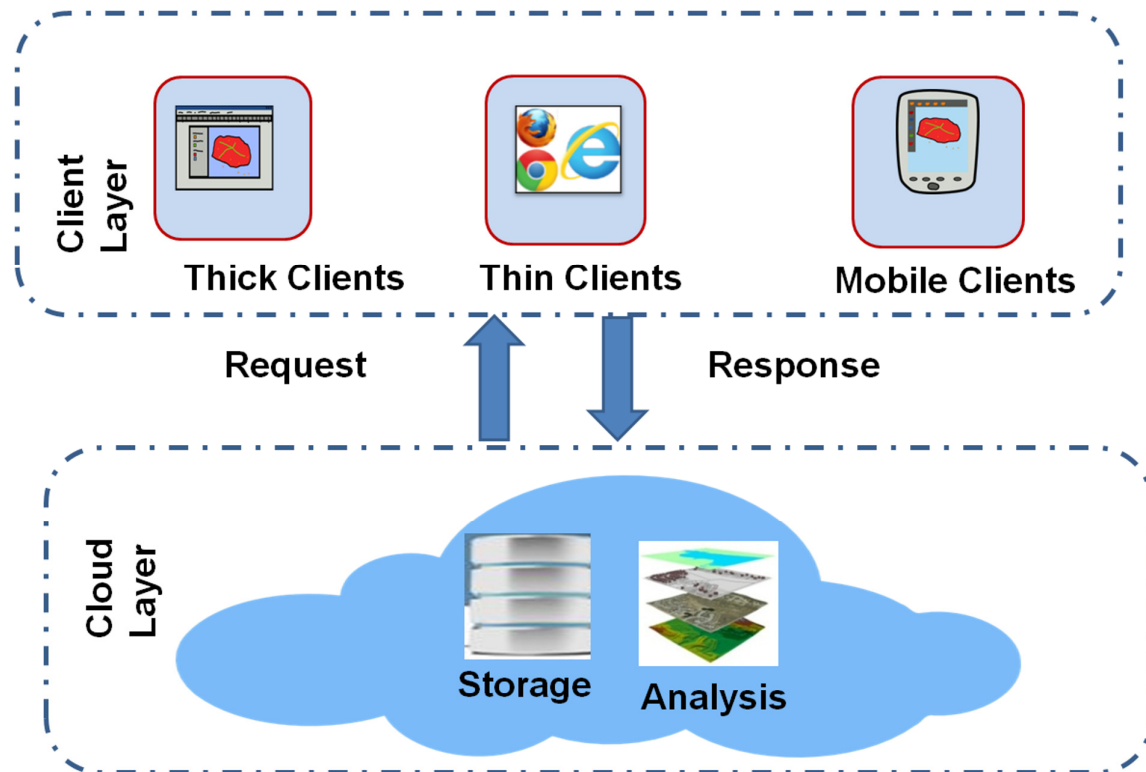 Client
Layer
Thick Clients
Thin Clients
Mobile Clients
Request
Response
Cloud
Layer
Storage
Analysis